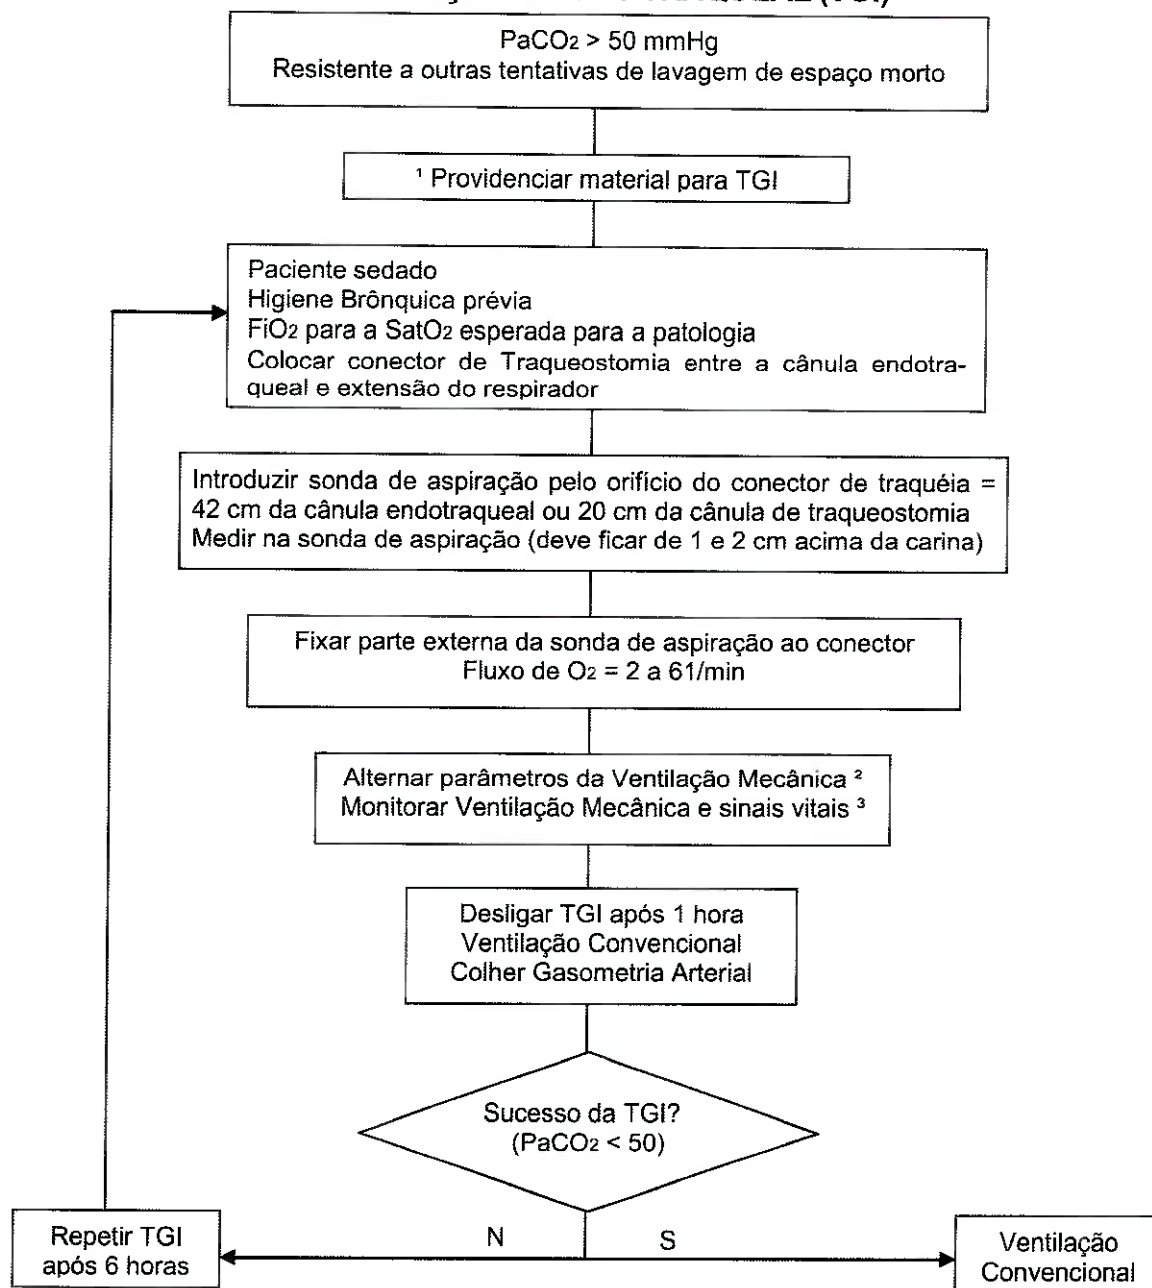 (TGI)
PaCO2 > 50 mmHg
Resistente a outras tentativas de lavagem de espaço morto
¹ Providenciar material para TGI
Paciente sedado
Higiene Brônquica prévia
FiO2 para a SatO2 esperada para a patologia
Colocar conector de Traqueostomia entre a cânula endotra-
queal e extensão do respirador
Introduzir sonda de aspiração pelo orifício do conector de traquéia =
42 cm da cânula endotraqueal ou 20 cm da cânula de traqueostomia
Medir na sonda de aspiração (deve ficar de 1 e 2 cm acima da carina)
Fixar parte externa da sonda de aspiração ao conector
Fluxo de O2 = 2 a 61/min
Alternar parâmetros da Ventilação Mecânica ²
Monitorar Ventilação Mecânica e sinais vitais ³
Desligar TGI após 1 hora
Ventilação Convencional
Colher Gasometria Arterial
Sucesso da TGI?
(PaCO2 < 50)
N S
Repetir TGI
após 6 horas
Ventilação
Convencional